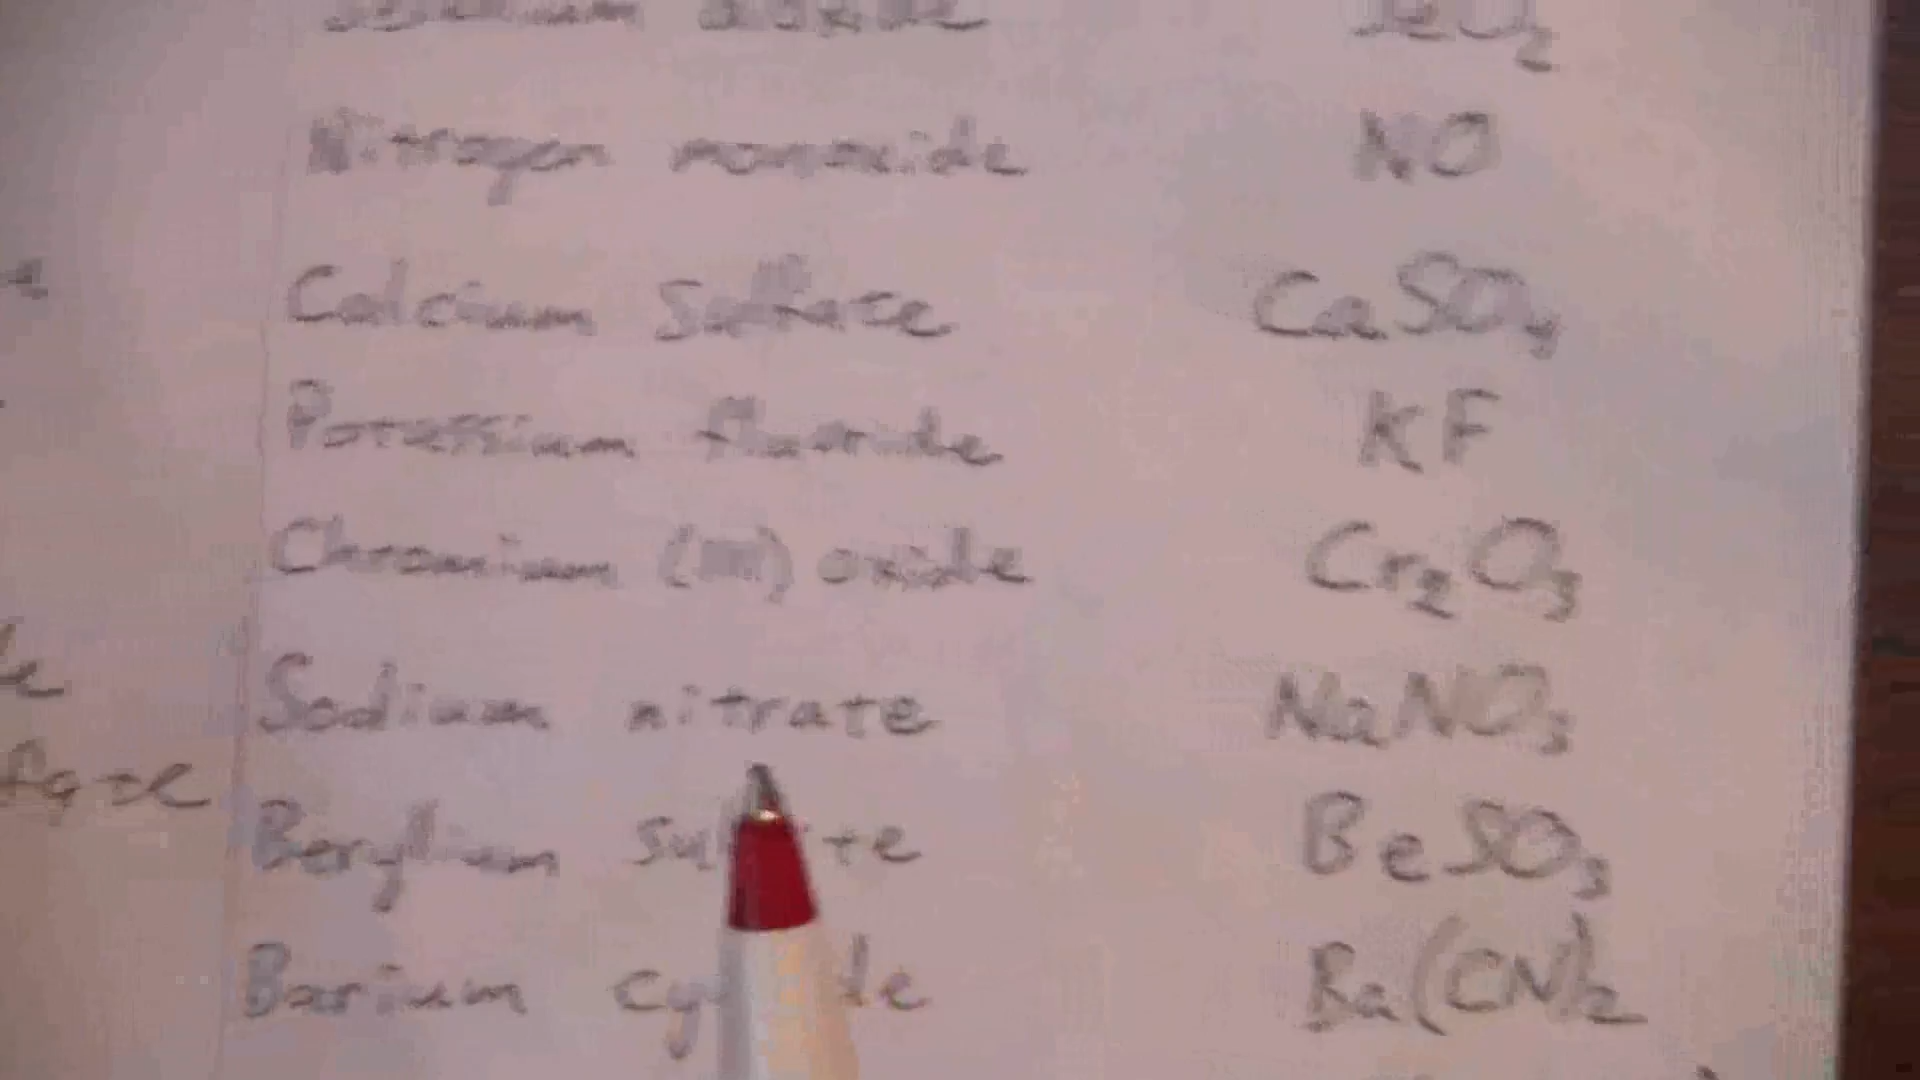 Nitrogen monoxide NO
Calcium Sulfate CaSO4
Potassium fluoride KF
Chromium (III) oxide Cr2O3
Sodium nitrate NaNO3
Beryllium BeSO3
Barium Ba(CN)2